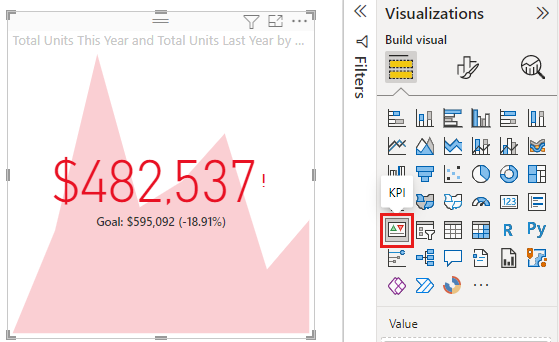 Total Units This Year and Total Units Last Year by ...
$482,537 !
Goal: $595,092 (-18.91%)
Filters
Visualizations
Build visual
KPI
123
R Py
Value